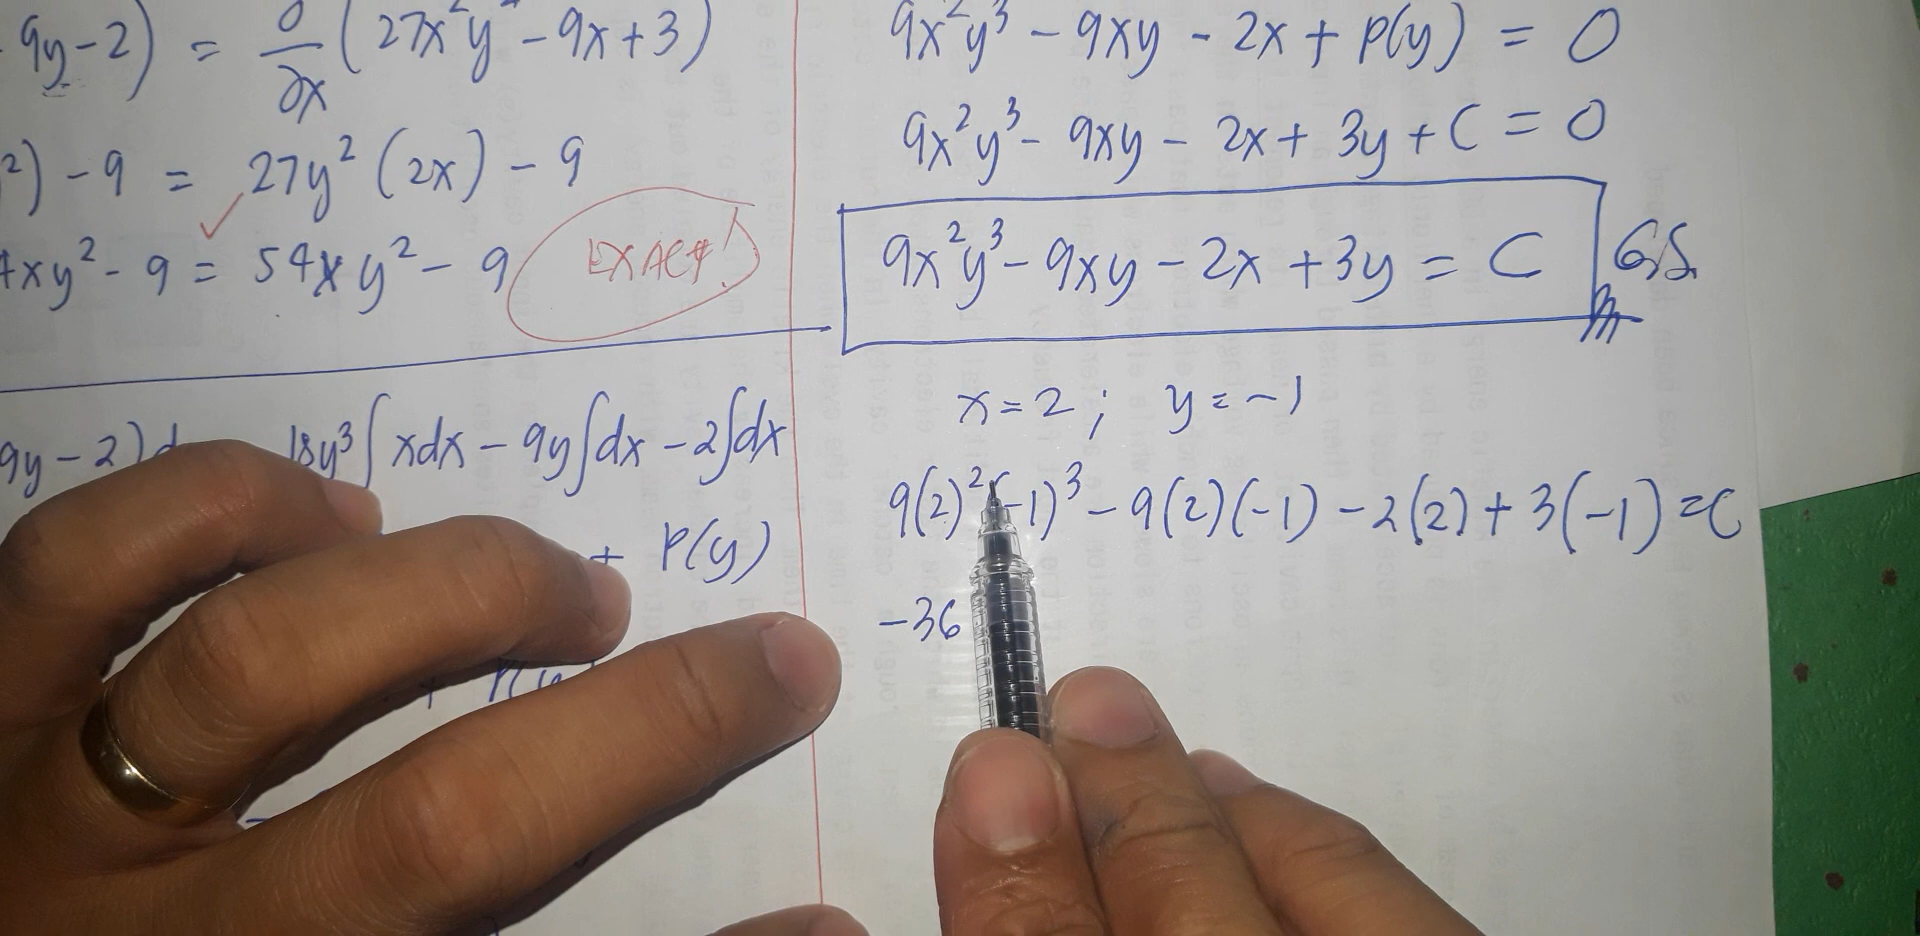 9y-2) = ∂/∂x (27x²y² - 9x + 3)
²) - 9 = 27y² (2x) - 9
4xy² - 9 = 54xy² - 9
EXACT!
9y - 2)d 18y³∫xdx - 9y∫dx - 2∫dx
+ P(y)
+
9x²y³ - 9xy - 2x + P(y) = 0
9x²y³ - 9xy - 2x + 3y + C = 0
9x²y³ - 9xy - 2x + 3y = C GS
x = 2 ; y = -1
9(2)²(-1)³ - 9(2)(-1) - 2(2) + 3(-1) = C
-36